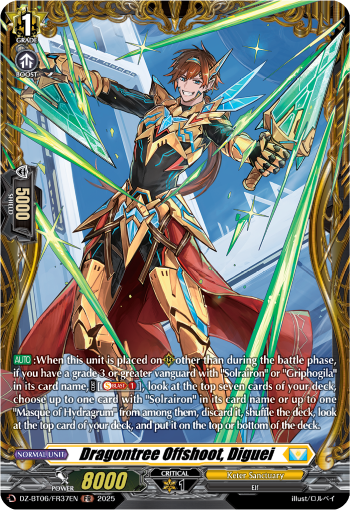 1
GRADE
BOOST
5000
SHIELD
AUTO:When this unit is placed on R other than during the battle phase,
if you have a grade 3 or greater vanguard with "Solrairon" or "Griphogila"
in its card name, [S BLAST 1], look at the top seven cards of your deck,
choose up to one card with "Solrairon" in its card name or up to one
"Masque of Hydragrum" from among them, discard it, shuffle the deck, look
at the top card of your deck, and put it on the top or bottom of the deck.
NORMAL UNIT
Dragontree Offshoot, Diguei
POWER 8000
CRITICAL
1
Keter Sanctuary
Elf
DZ-BT06/FR37EN FR 2025
illust/ロルベイ